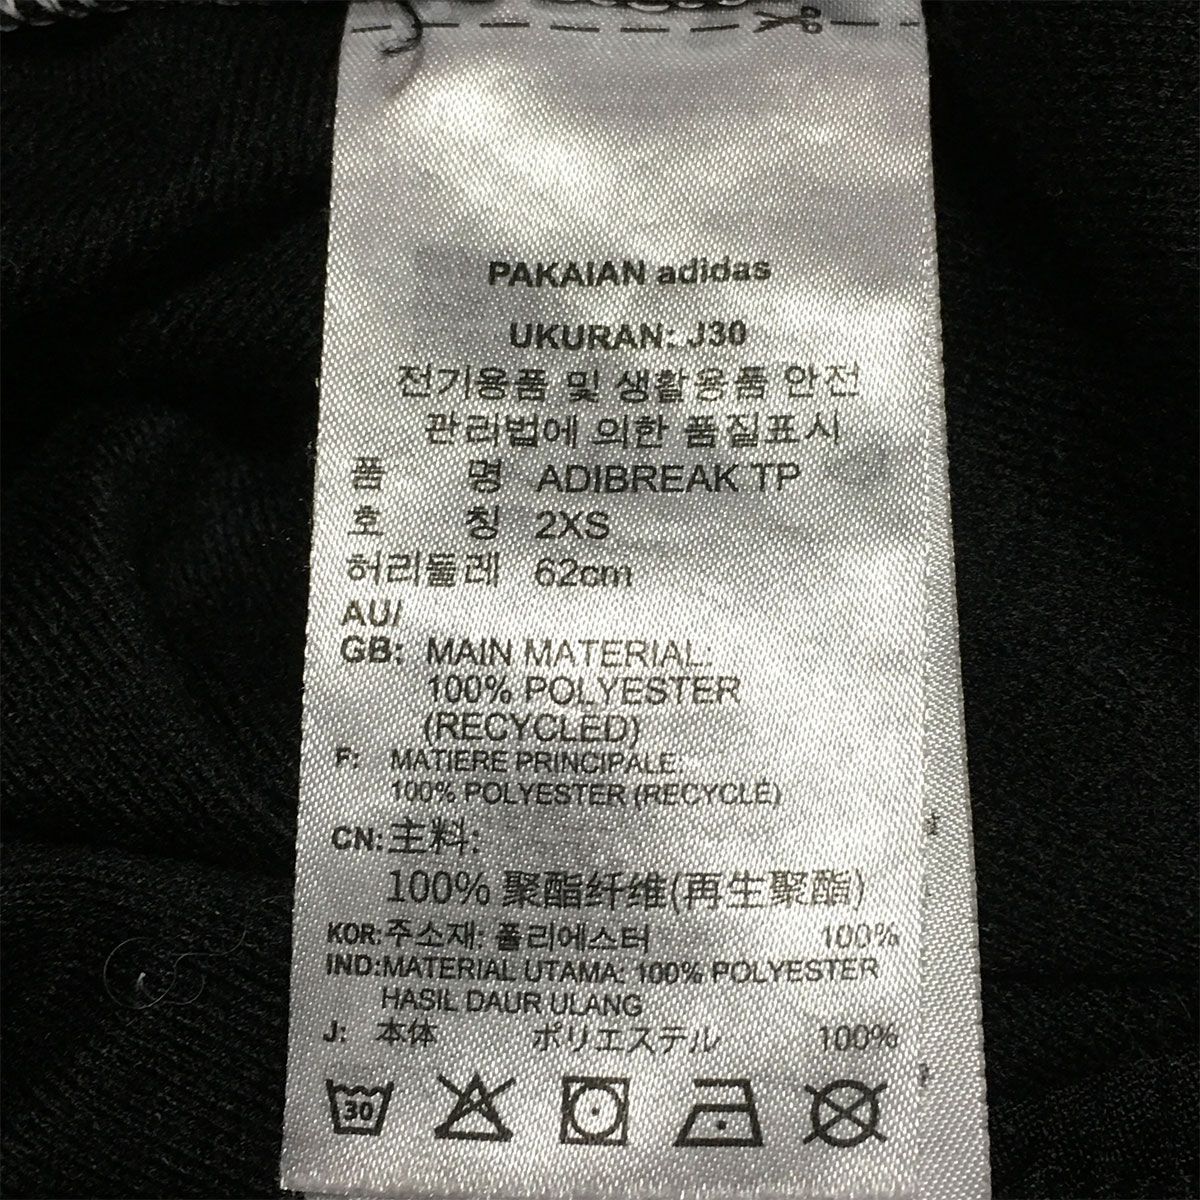 PAKAIAN adidas
UKURAN: J30
전기용품 및 생활용품 안전
관리법에 의한 품질표시
품 명 ADIBREAK TP
호 칭 2XS
허리둘레 62cm
AU/
GB: MAIN MATERIAL:
100% POLYESTER
(RECYCLED)
F: MATIERE PRINCIPALE:
100% POLYESTER (RECYCLÉ)
CN:主料:
100% 聚酯纤维(再生聚酯)
KOR:주소재: 폴리에스터 100%
IND:MATERIAL UTAMA: 100% POLYESTER
HASIL DAUR ULANG
J: 本体 ポリエステル 100%
30